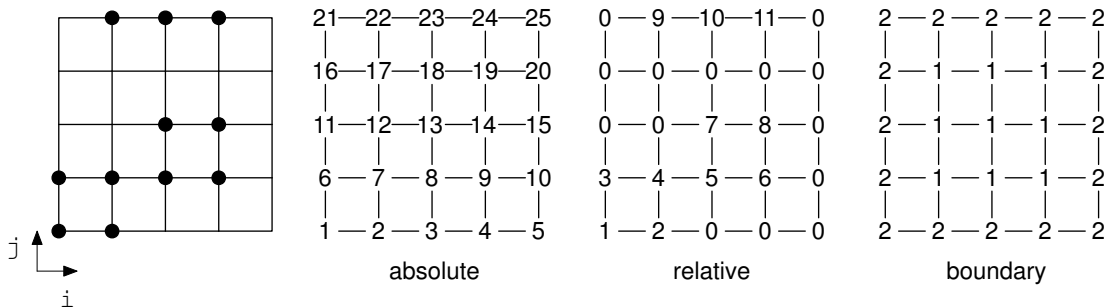 21 22 23 24 25 0 9 10 11 0 2 2 2 2 2
16 17 18 19 20 0 0 0 0 0 2 1 1 1 2
11 12 13 14 15 0 0 7 8 0 2 1 1 1 2
6 7 8 9 10 3 4 5 6 0 2 1 1 1 2
1 2 3 4 5 1 2 0 0 0 2 2 2 2 2
j
absolute relative boundary
i